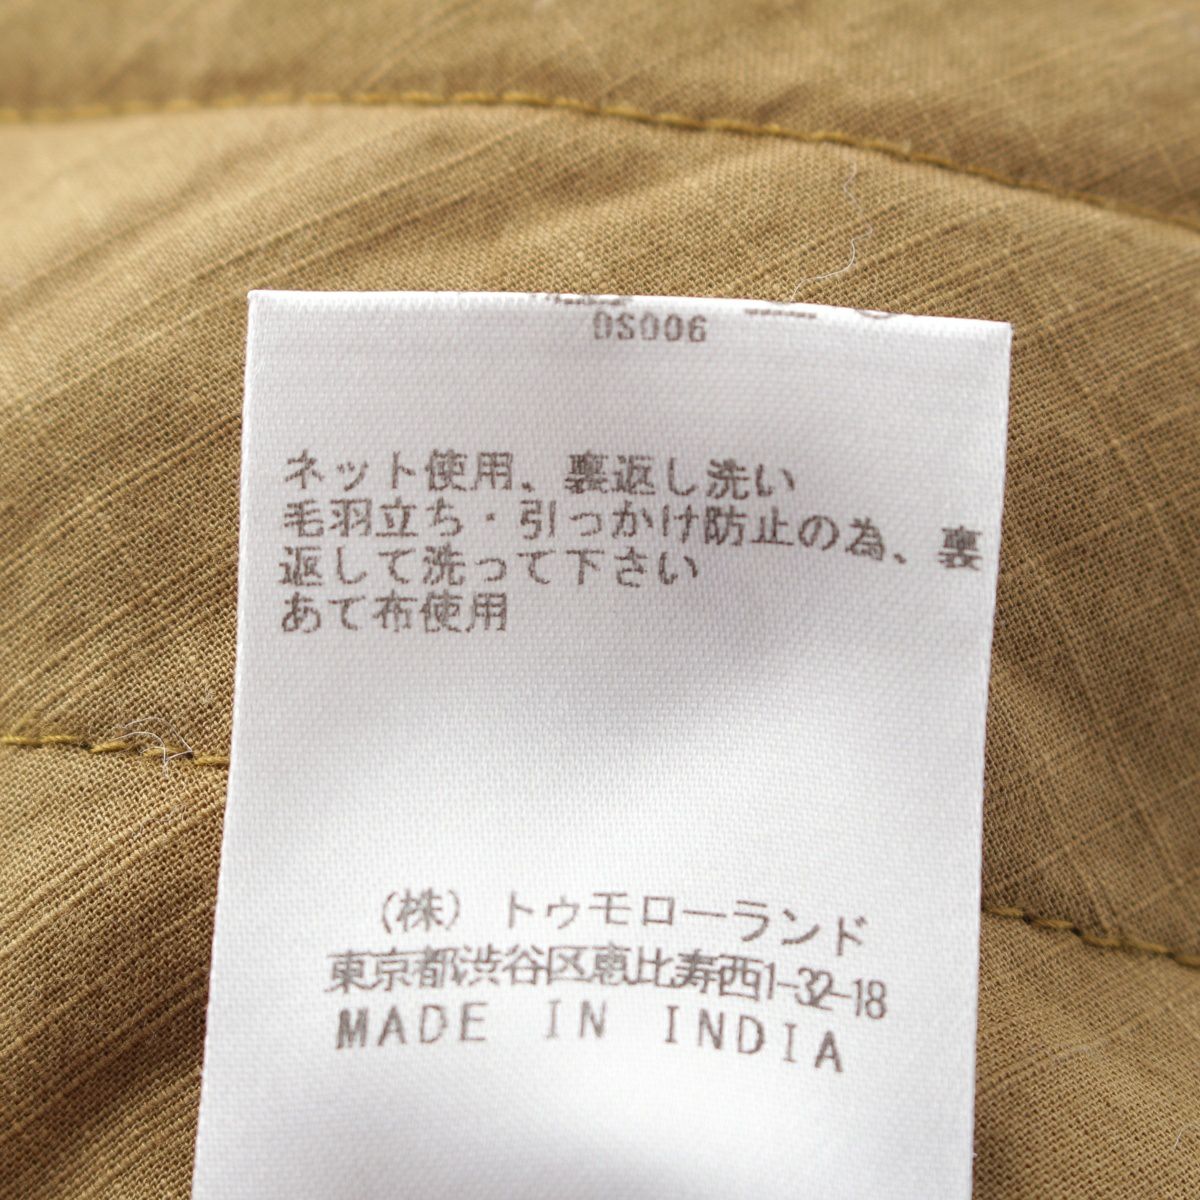 DS006
ネット使用、裏返し洗い
毛羽立ち・引っかけ防止の為、裏
返して洗って下さい
あて布使用
(株)トゥモローランド
東京都渋谷区恵比寿西1-32-18
MADE IN INDIA